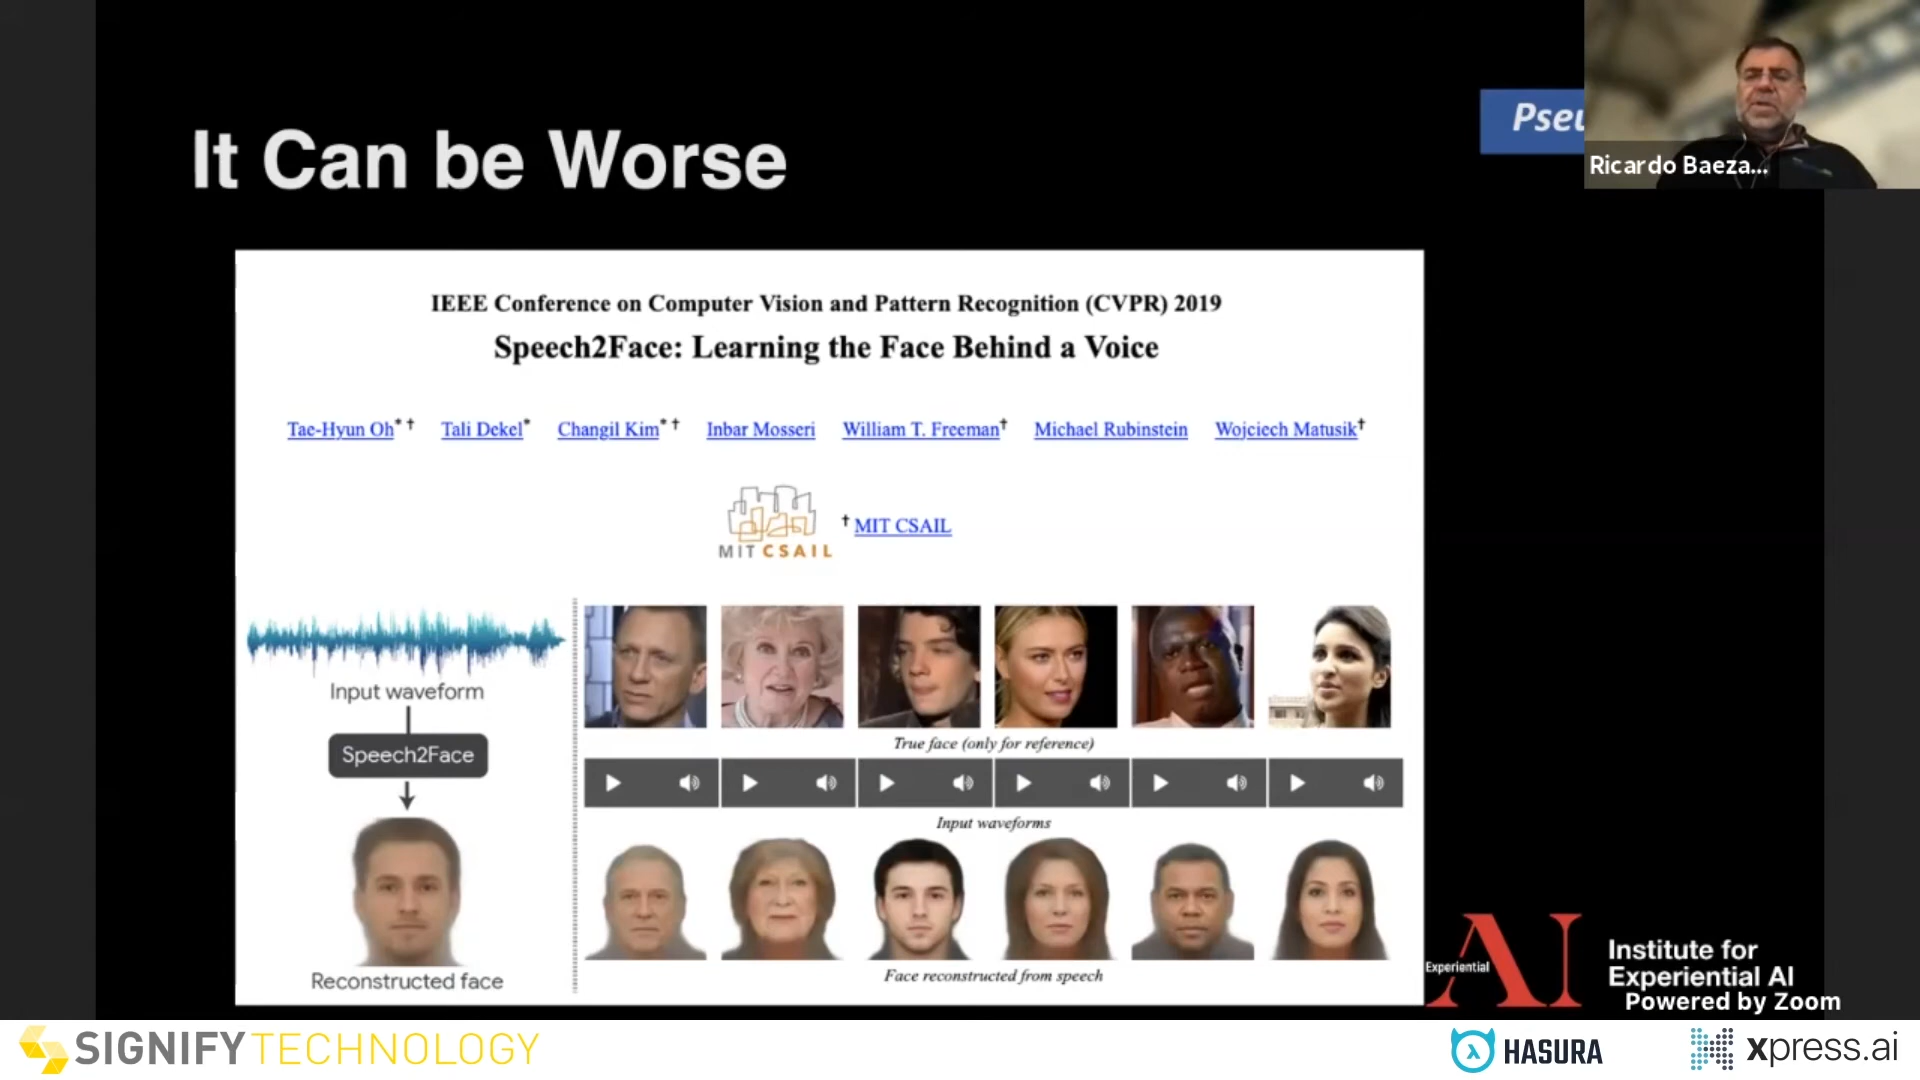 It Can be Worse
Pseu
Ricardo Baeza...
IEEE Conference on Computer Vision and Pattern Recognition (CVPR) 2019
Speech2Face: Learning the Face Behind a Voice
Tae-Hyun Oh* † Tali Dekel* Changil Kim* † Inbar Mosseri William T. Freeman† Michael Rubinstein Wojciech Matusik†
MIT CSAIL
† MIT CSAIL
Input waveform
Speech2Face
Reconstructed face
True face (only for reference)
Input waveforms
Face reconstructed from speech
Experiential AI
Institute for
Experiential AI
Powered by Zoom
SIGNIFY TECHNOLOGY
HASURA
xpress.ai